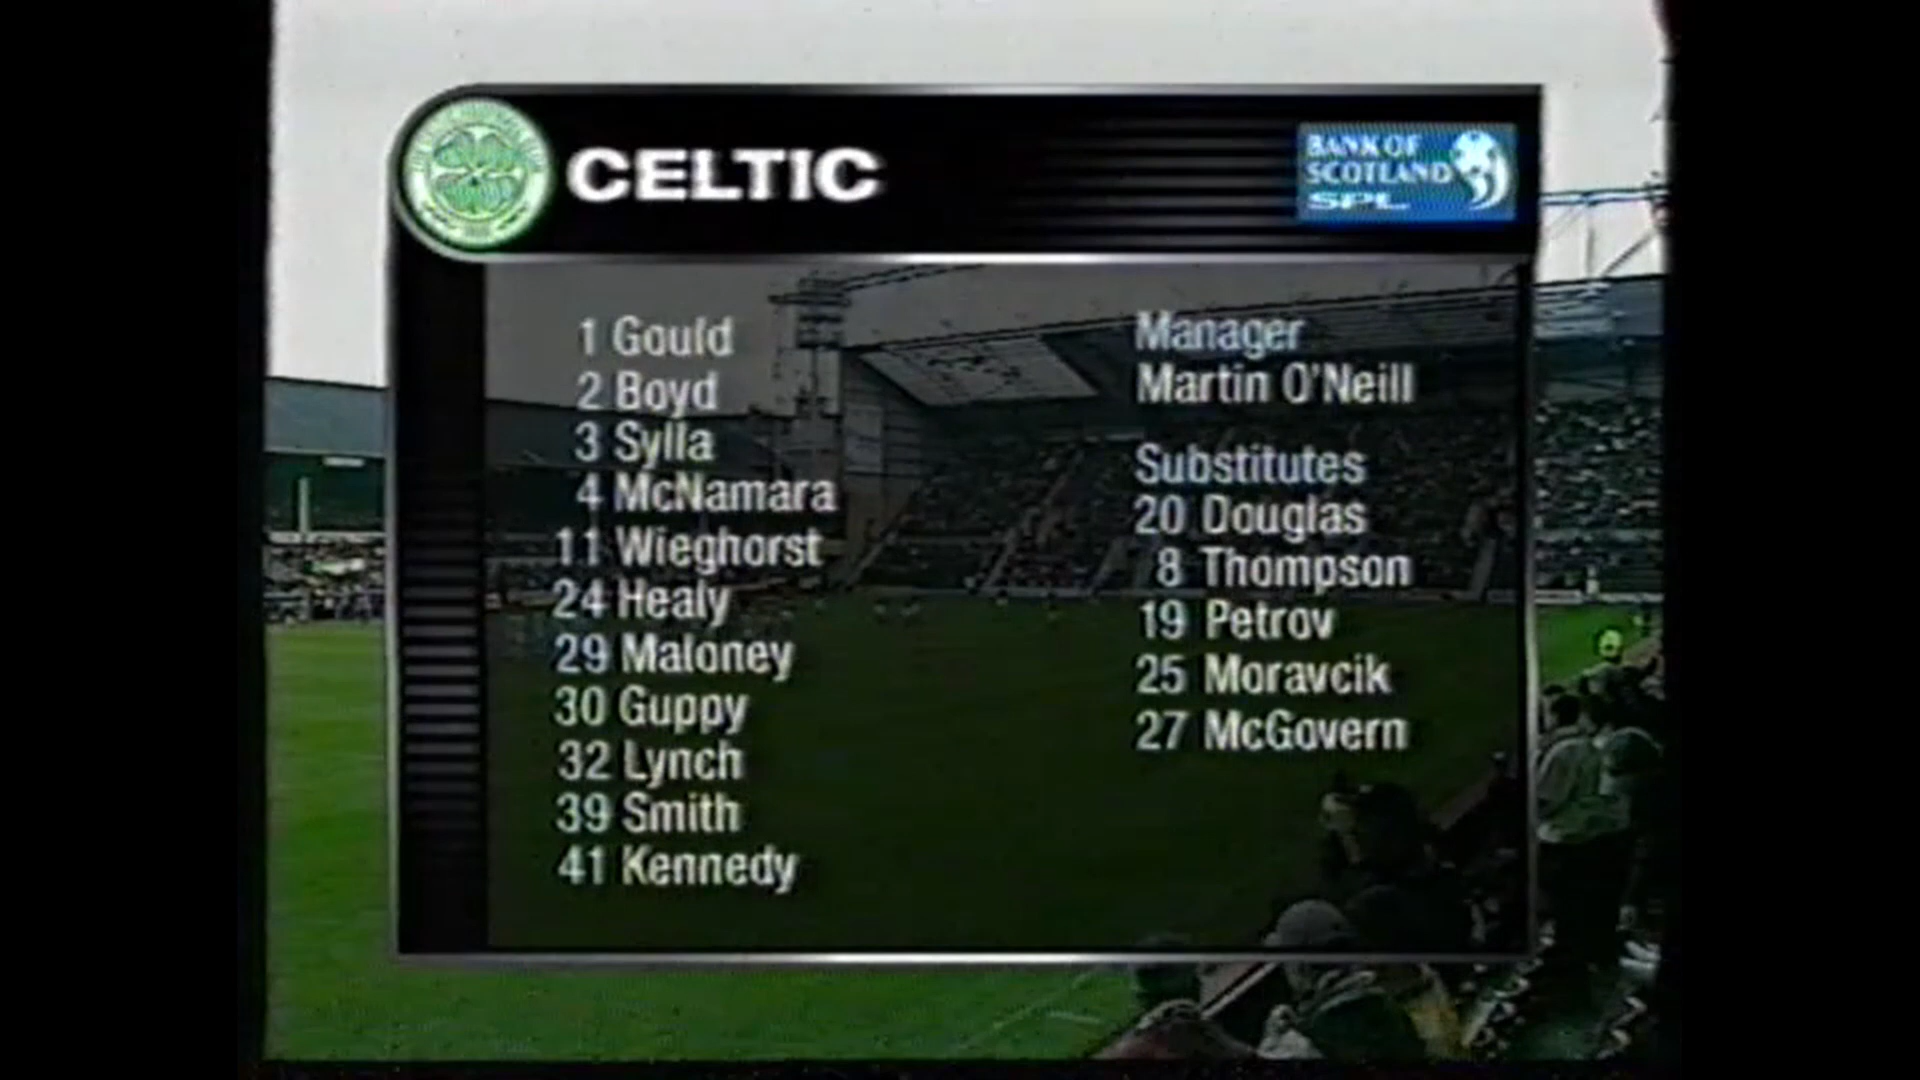 CELTIC
BANK OF
SCOTLAND
SPL
1 Gould
2 Boyd
3 Sylla
4 McNamara
11 Wieghorst
24 Healy
29 Maloney
30 Guppy
32 Lynch
39 Smith
41 Kennedy
Manager
Martin O'Neill
Substitutes
20 Douglas
8 Thompson
19 Petrov
25 Moravcik
27 McGovern